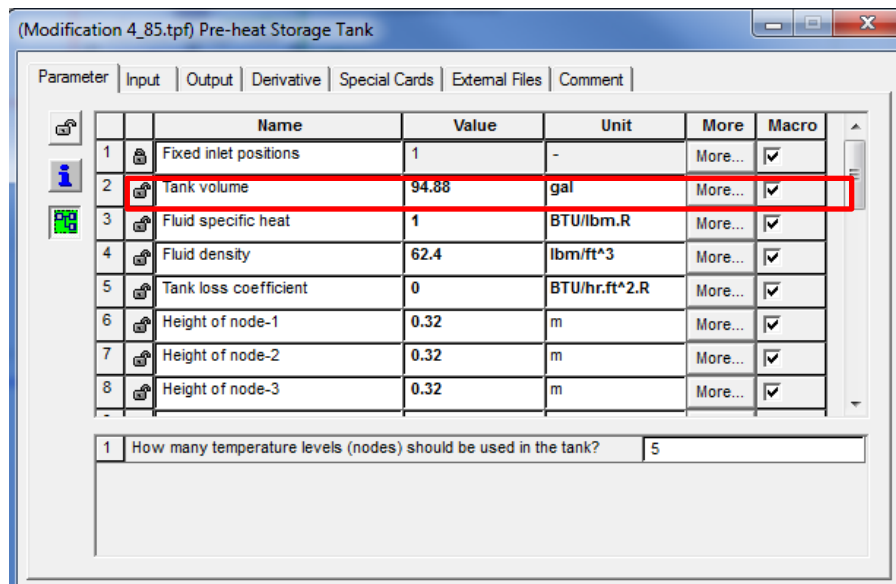 (Modification 4_85.tpf) Pre-heat Storage Tank
Parameter Input Output Derivative Special Cards External Files Comment
Name Value Unit More Macro
1 Fixed inlet positions 1 - More...
2 Tank volume 94.88 gal More...
3 Fluid specific heat 1 BTU/lbm.R More...
4 Fluid density 62.4 lbm/ft^3 More...
5 Tank loss coefficient 0 BTU/hr.ft^2.R More...
6 Height of node-1 0.32 m More...
7 Height of node-2 0.32 m More...
8 Height of node-3 0.32 m More...
1 How many temperature levels (nodes) should be used in the tank? 5